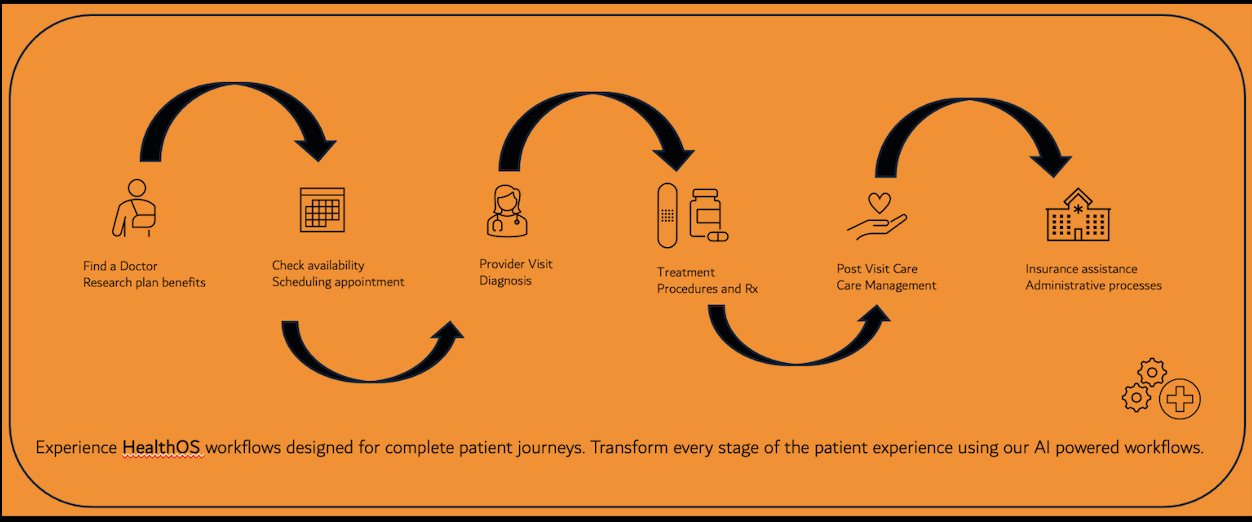 Find a Doctor
Research plan benefits
Check availability
Scheduling appointment
Provider Visit
Diagnosis
Treatment
Procedures and Rx
Post Visit Care
Care Management
Insurance assistance
Administrative processes
Experience HealthOS workflows designed for complete patient journeys. Transform every stage of the patient experience using our AI powered workflows.